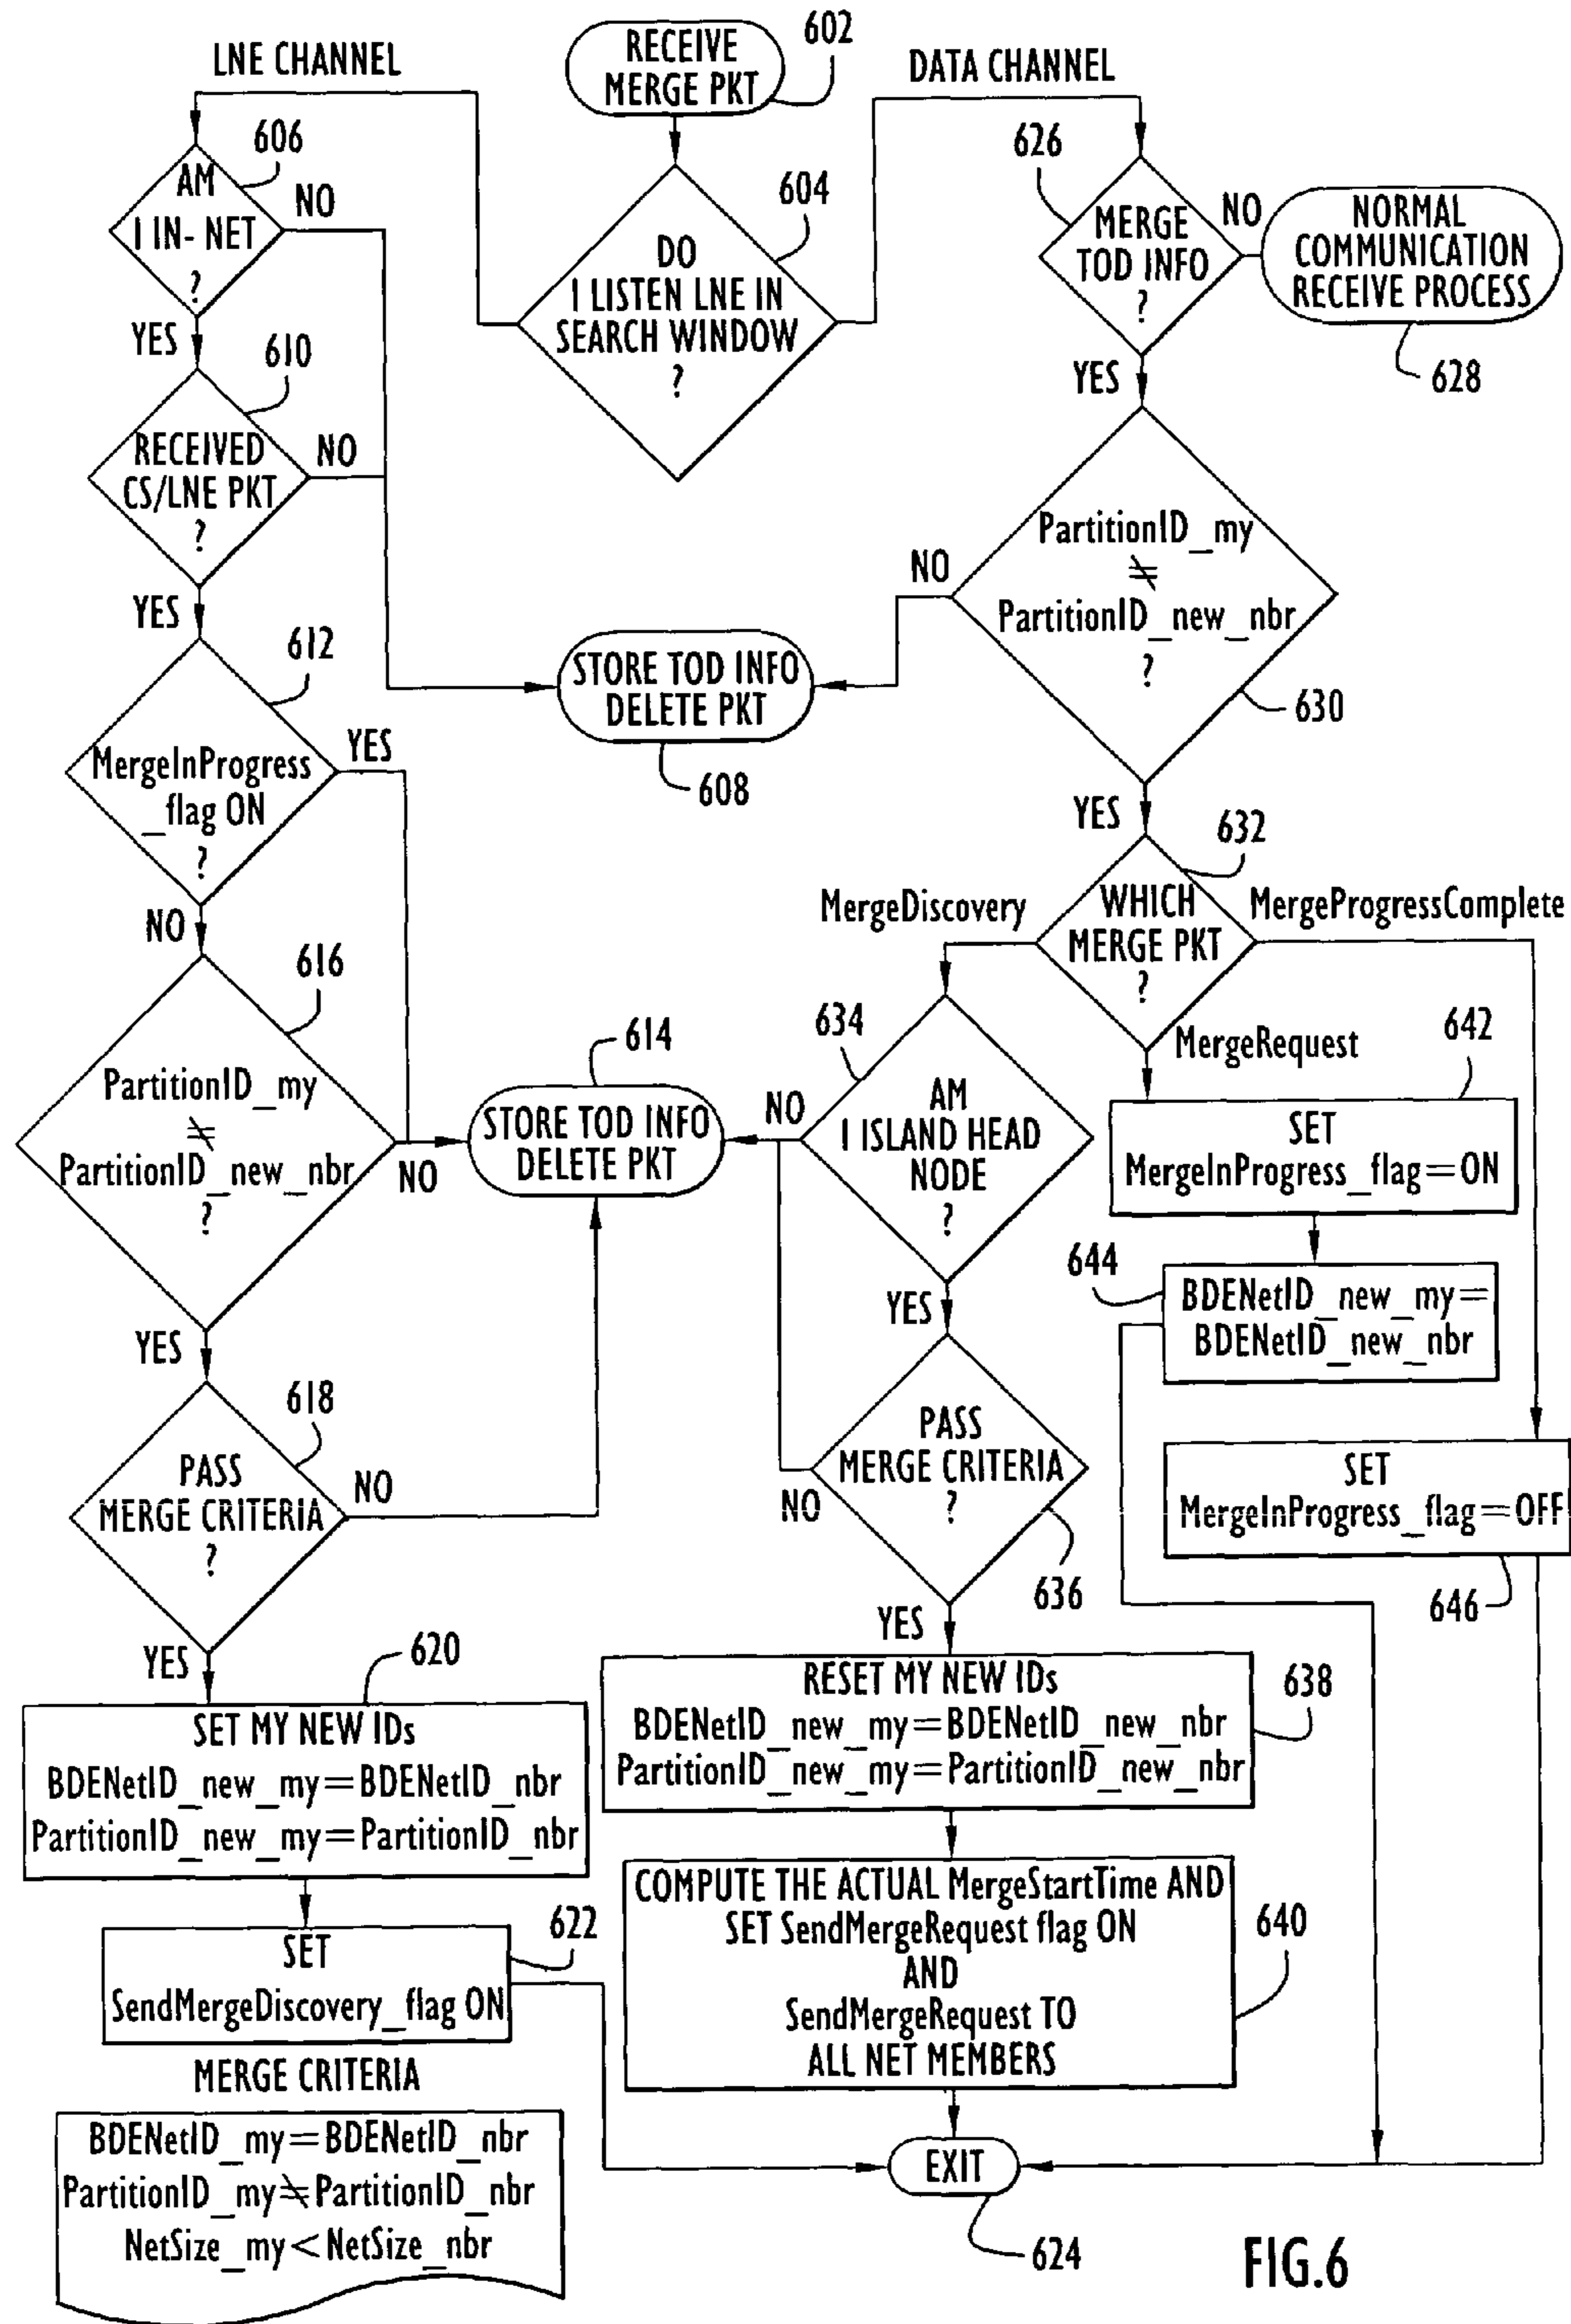 LNE CHANNEL
RECEIVE
MERGE PKT
602
DATA CHANNEL
606
AM
I IN- NET
?
NO
YES
604
DO
I LISTEN LNE IN
SEARCH WINDOW
?
626
MERGE
TOD INFO
?
NO
YES
NORMAL
COMMUNICATION
RECEIVE PROCESS
628
610
RECEIVED
CS/LNE PKT
?
NO
YES
PartitionID_my
≠
PartitionID_new_nbr
?
NO
630
YES
STORE TOD INFO
DELETE PKT
608
612
MergeInProgress
_flag ON
?
YES
NO
632
WHICH
MERGE PKT
?
MergeDiscovery
MergeProgressComplete
MergeRequest
616
PartitionID_my
≠
PartitionID_new_nbr
?
NO
YES
614
STORE TOD INFO
DELETE PKT
634
AM
I ISLAND HEAD
NODE
?
NO
YES
642
SET
MergeInProgress_flag=ON
644
BDENetID_new_my=
BDENetID_new_nbr
618
PASS
MERGE CRITERIA
?
NO
YES
PASS
MERGE CRITERIA
?
NO
636
YES
SET
MergeInProgress_flag=OFF
646
620
SET MY NEW IDs
BDENetID_new_my=BDENetID_nbr
PartitionID_new_my=PartitionID_nbr
RESET MY NEW IDs
BDENetID_new_my=BDENetID_new_nbr
PartitionID_new_my=PartitionID_new_nbr
638
622
SET
SendMergeDiscovery_flag ON
COMPUTE THE ACTUAL MergeStartTime AND
SET SendMergeRequest flag ON
AND
SendMergeRequest TO
ALL NET MEMBERS
640
MERGE CRITERIA
BDENetID_my=BDENetID_nbr
PartitionID_my≠PartitionID_nbr
NetSize_my<NetSize_nbr
EXIT
624
FIG.6